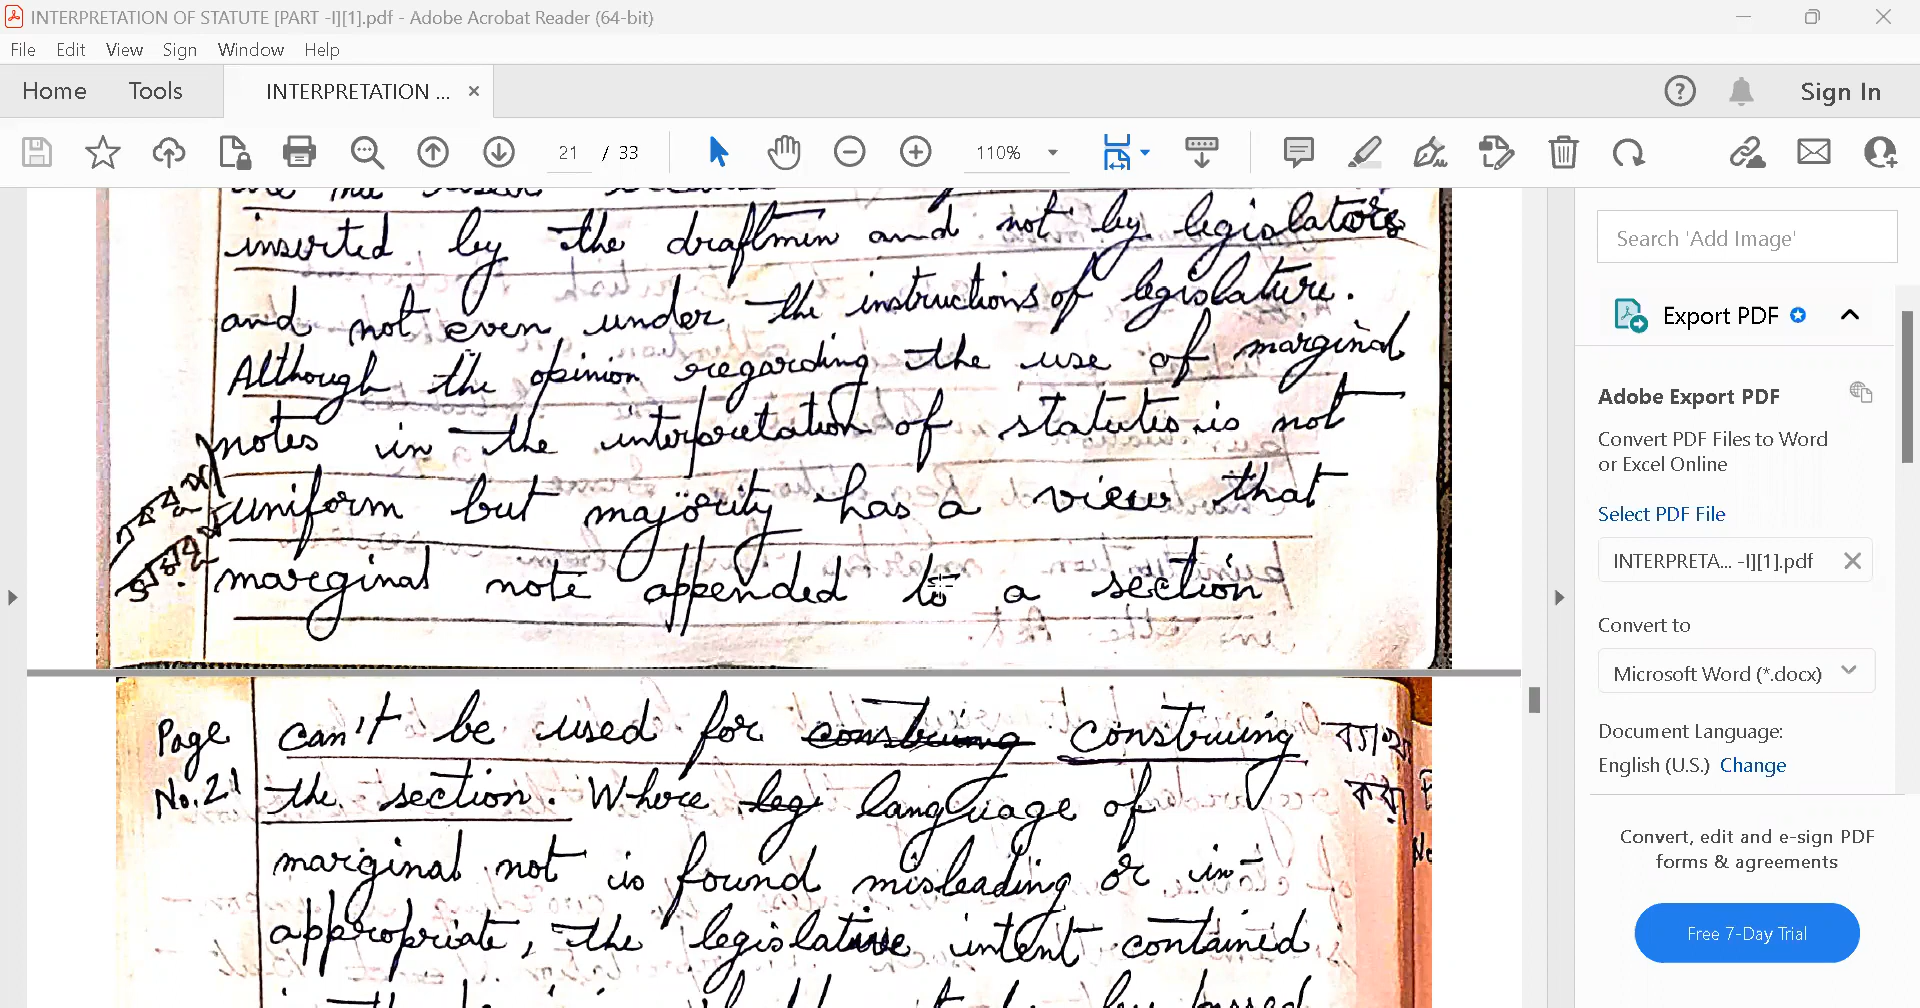 INTERPRETATION OF STATUTE [PART -I][1].pdf - Adobe Acrobat Reader (64-bit)
File Edit View Sign Window Help
Home Tools INTERPRETATION ... × Sign In
21 / 33 110%
inserted by the draftmen and not by legislators
and not even under the instructions of legislature.
Although the opinion regarding the use of marginal
notes in the interpretation of statutes is not
uniform but majority has a view that
marginal note appended to a section
Page No. 21
can't be used for construing construing
ব্যাখ্যা করা
the section. Where leg language of
marginal not is found misleading or in-
appropriate, the legislative intent contained
Search 'Add Image'
Export PDF
Adobe Export PDF
Convert PDF Files to Word
or Excel Online
Select PDF File
INTERPRETA... -I][1].pdf
Convert to
Microsoft Word (*.docx)
Document Language:
English (U.S.) Change
Convert, edit and e-sign PDF
forms & agreements
Free 7-Day Trial